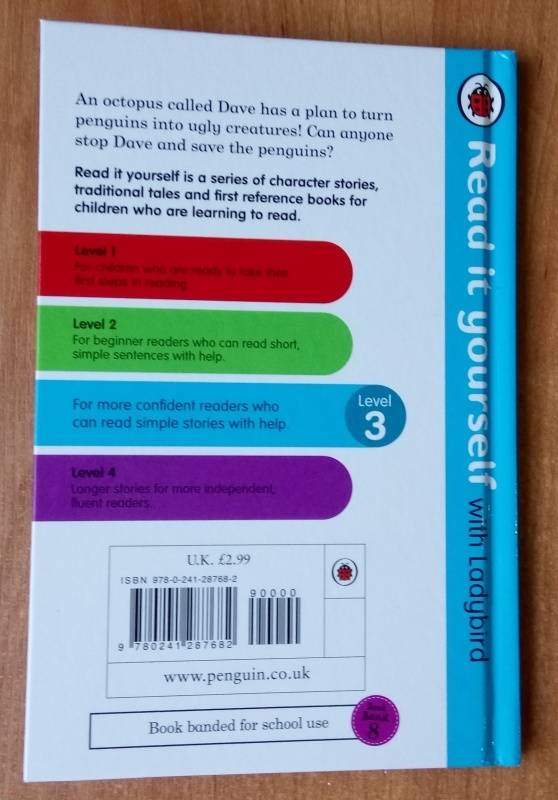 An octopus called Dave has a plan to turn
penguins into ugly creatures! Can anyone
stop Dave and save the penguins?
Read it yourself is a series of character stories,
traditional tales and first reference books for
children who are learning to read.
Level 1
For children who are ready to take their
first steps in reading.
Level 2
For beginner readers who can read short,
simple sentences with help.
For more confident readers who
can read simple stories with help.
Level
3
Level 4
Longer stories for more independent,
fluent readers.
U.K. £2.99
ISBN 978-0-241-28768-2
90000
9 780241 287682
www.penguin.co.uk
Book banded for school use
Book
Band
8
Read it yourself with Ladybird